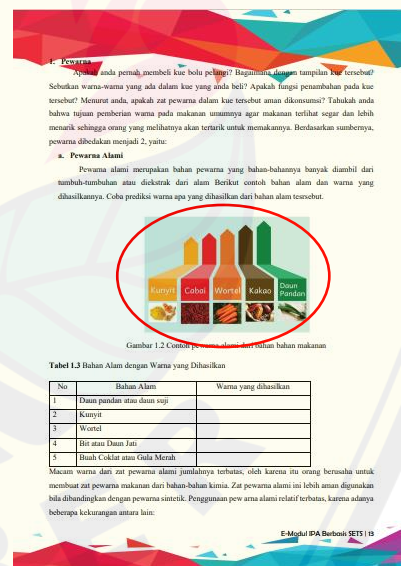 1. Pewarna
Apakah anda pernah membeli kue bolu pelangi? Bagaimana dengan tampilan kue tersebut?
Sebutkan warna-warna yang ada dalam kue yang anda beli? Apakah fungsi penambahan pada kue
tersebut? Menurut anda, apakah zat pewarna dalam kue tersebut aman dikonsumsi? Tahukah anda
bahwa tujuan pemberian warna pada makanan umumnya agar makanan terlihat segar dan lebih
menarik sehingga orang yang melihatnya akan tertarik untuk memakannya. Berdasarkan sumbernya,
pewarna dibedakan menjadi 2, yaitu:
a. Pewarna Alami
Pewarna alami merupakan bahan pewarna yang bahan-bahannya banyak diambil dari
tumbuh-tumbuhan atau diekstrak dari alam Berikut contoh bahan alam dan warna yang
dihasilkannya. Coba prediksi warna apa yang dihasilkan dari bahan alam tesrsebut.
Kunyit Cabai Wortel Kakao Daun
Pandan
Gambar 1.2 Contoh pewarna alami dari bahan bahan makanan
Tabel 1.3 Bahan Alam dengan Warna yang Dihasilkan
No Bahan Alam Warna yang dihasilkan
1 Daun pandan atau daun suji
2 Kunyit
3 Wortel
4 Bit atau Daun Jati
5 Buah Coklat atau Gula Merah
Macam warna dari zat pewarna alami jumlahnya terbatas, oleh karena itu orang berusaha untuk
membuat zat pewarna makanan dari bahan-bahan kimia. Zat pewarna alami ini lebih aman digunakan
bila dibandingkan dengan pewarna sintetik. Penggunaan pew arna alami relatif terbatas, karena adanya
beberapa kekurangan antara lain:
E-Modul IPA Berbasis SETS | 13